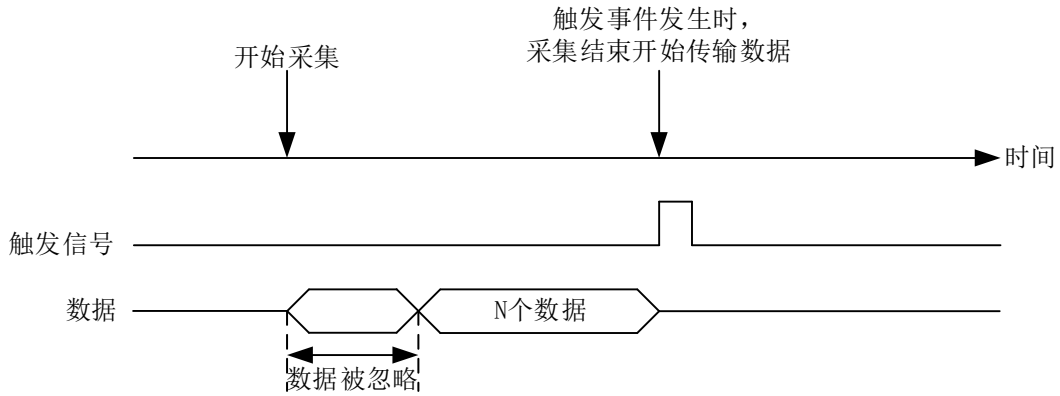 触发事件发生时，
采集结束开始传输数据
开始采集
时间
触发信号
数据
N个数据
数据被忽略